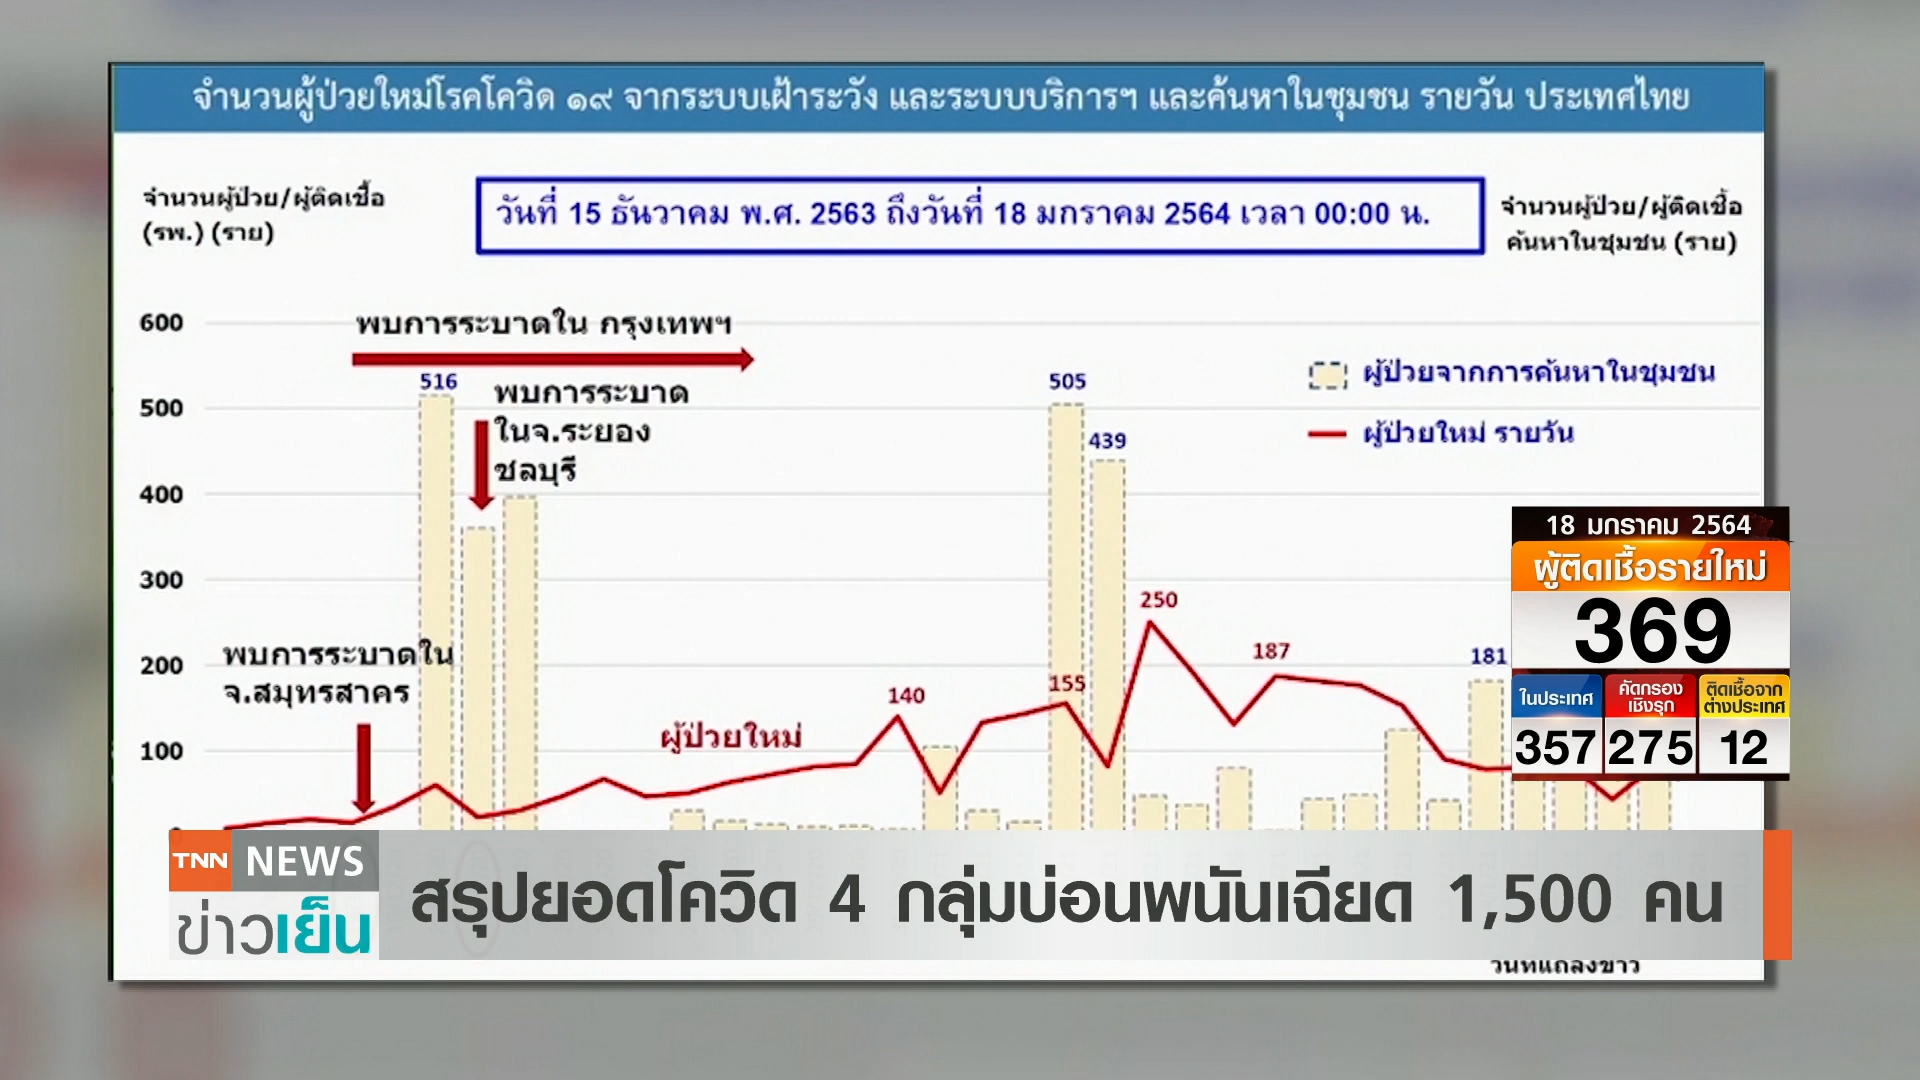 จำนวนผู้ป่วยใหม่โรคโควิด ๑๙ จากระบบเฝ้าระวัง และระบบบริการฯ และค้นหาในชุมชน รายวัน ประเทศไทย
จำนวนผู้ป่วย/ผู้ติดเชื้อ
(รพ.) (ราย)
วันที่ 15 ธันวาคม พ.ศ. 2563 ถึงวันที่ 18 มกราคม 2564 เวลา 00:00 น.
จำนวนผู้ป่วย/ผู้ติดเชื้อ
ค้นหาในชุมชน (ราย)
600
500
400
300
200
100
พบการระบาดใน กรุงเทพฯ
516
พบการระบาด
ในจ.ระยอง
ชลบุรี
505
439
ผู้ป่วยจากการค้นหาในชุมชน
ผู้ป่วยใหม่ รายวัน
พบการระบาดใน
จ.สมุทรสาคร
ผู้ป่วยใหม่
140
155
250
187
181
18 มกราคม 2564
ผู้ติดเชื้อรายใหม่
369
ในประเทศ
357
คัดกรอง
เชิงรุก
275
ติดเชื้อจาก
ต่างประเทศ
12
TNN NEWS
ข่าวเย็น
สรุปยอดโควิด 4 กลุ่มบ่อนพนันเฉียด 1,500 คน
วันที่แถลงข่าว